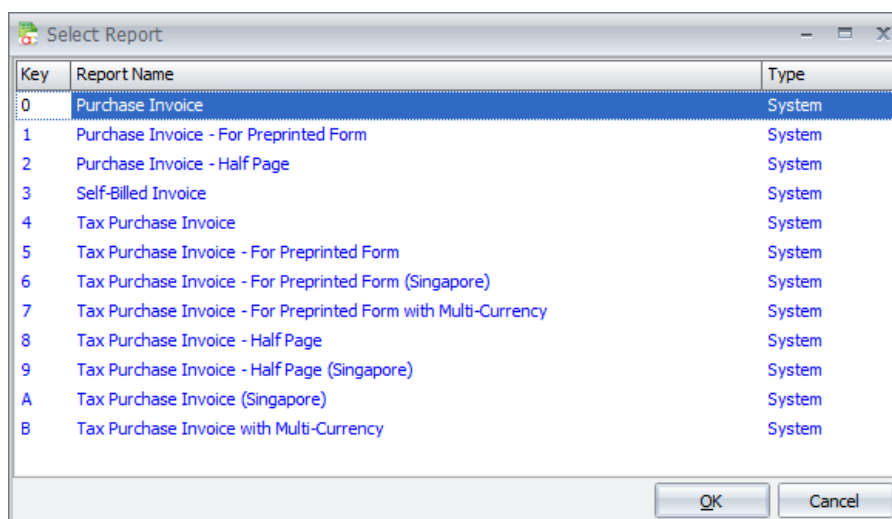 Select Report
Key Report Name Type
0 Purchase Invoice System
1 Purchase Invoice - For Preprinted Form System
2 Purchase Invoice - Half Page System
3 Self-Billed Invoice System
4 Tax Purchase Invoice System
5 Tax Purchase Invoice - For Preprinted Form System
6 Tax Purchase Invoice - For Preprinted Form (Singapore) System
7 Tax Purchase Invoice - For Preprinted Form with Multi-Currency System
8 Tax Purchase Invoice - Half Page System
9 Tax Purchase Invoice - Half Page (Singapore) System
A Tax Purchase Invoice (Singapore) System
B Tax Purchase Invoice with Multi-Currency System
OK Cancel